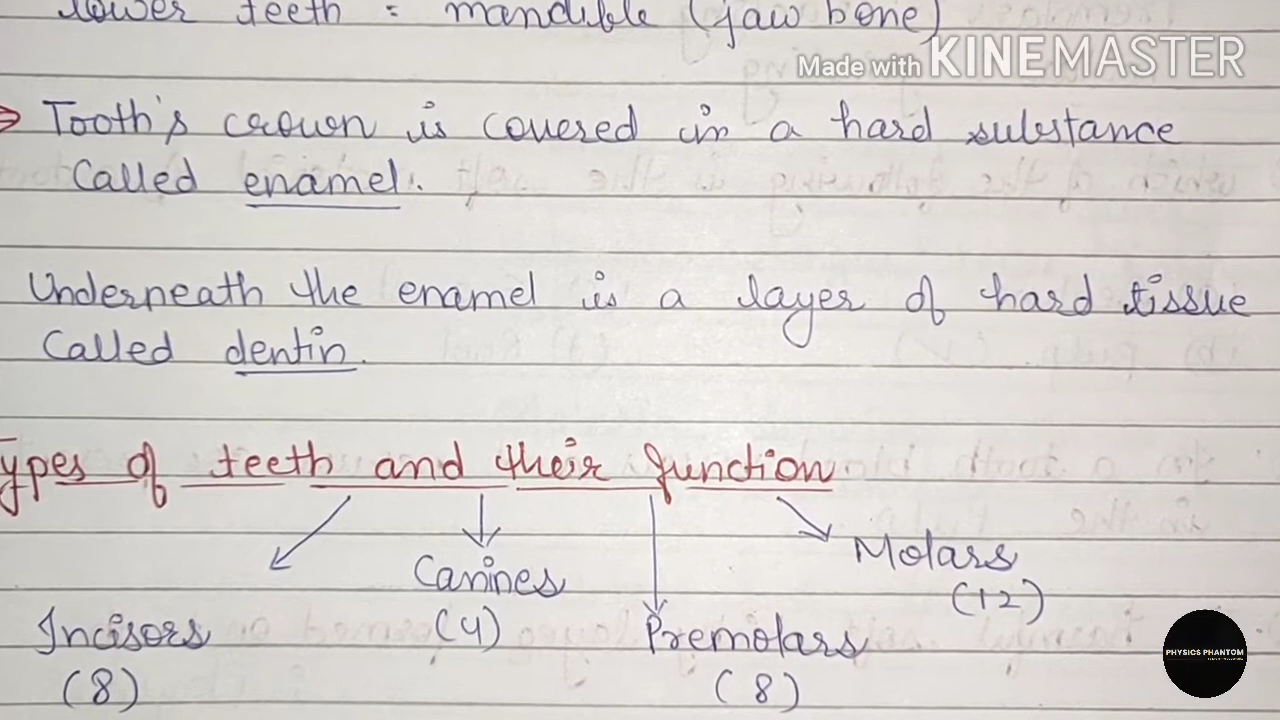 lower teeth = mandible (jaw bone)
Made with KINEMASTER
⇒ Tooth's crown is covered in a hard substance
called enamel.
Underneath the enamel is a layer of hard tissue
called dentin.
Types of teeth and their function
Molars
Canines
(12)
Incisors
(4)
Premolars
(8)
(8)
PHYSICS PHANTOM